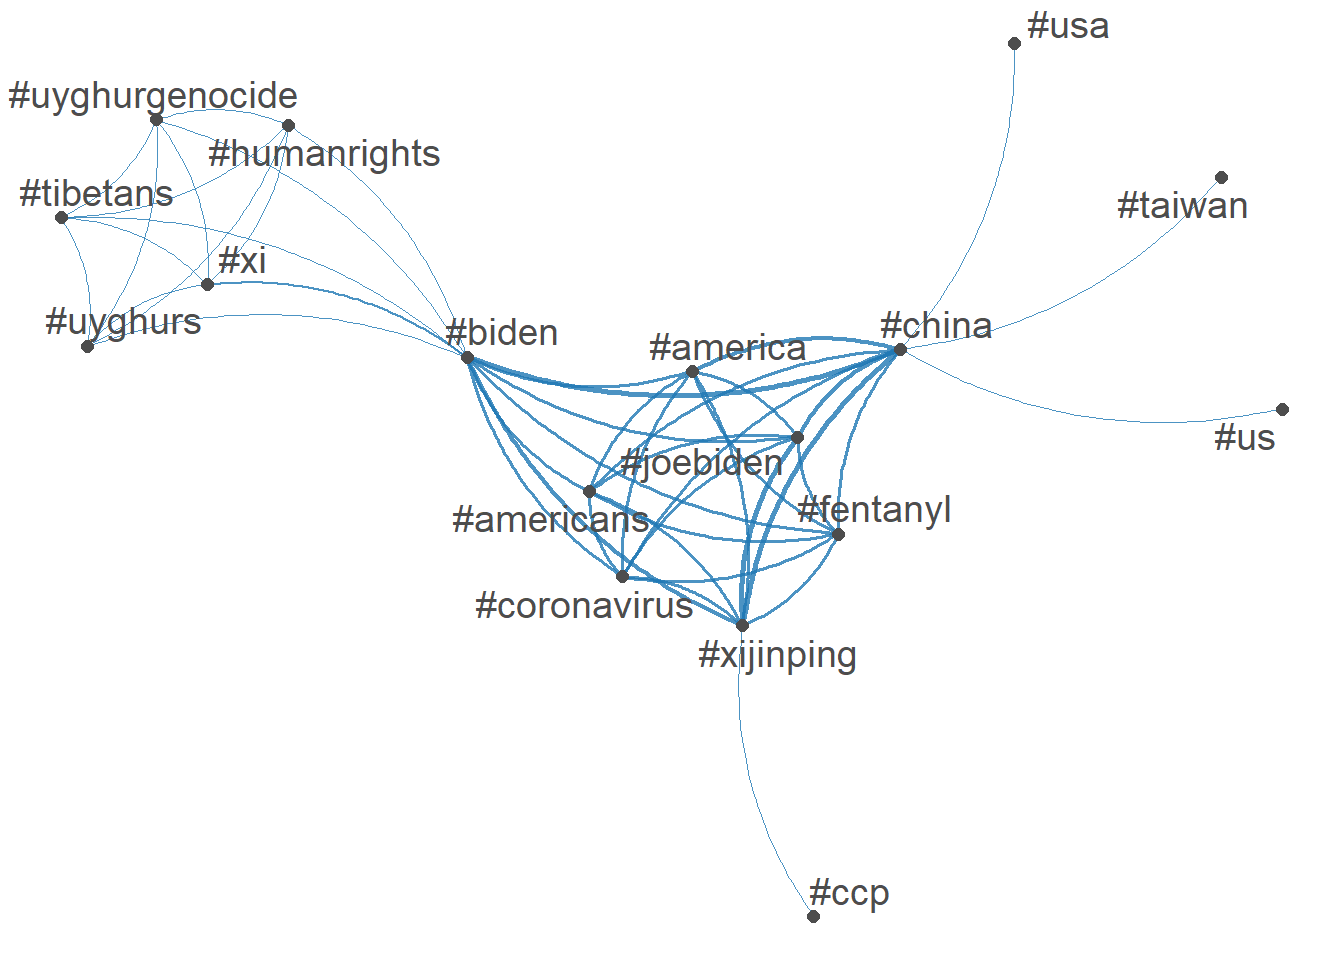 #usa
#uyghurgenocide
#humanrights
#tibetans
#taiwan
#xi
#uyghurs
#biden
#america
#china
#us
#joebiden
#americans
#fentanyl
#coronavirus
#xijinping
#ccp